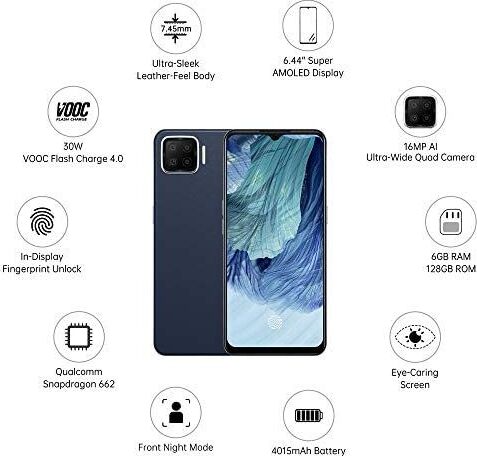 7.45mm
Ultra-Sleek
Leather-Feel Body
6.44" Super
AMOLED Display
VOOC
FLASH CHARGE
30W
VOOC Flash Charge 4.0
16MP AI
Ultra-Wide Quad Camera
In-Display
Fingerprint Unlock
6GB RAM
128GB ROM
Qualcomm
Snapdragon 662
Eye-Caring
Screen
Front Night Mode
4015mAh Battery